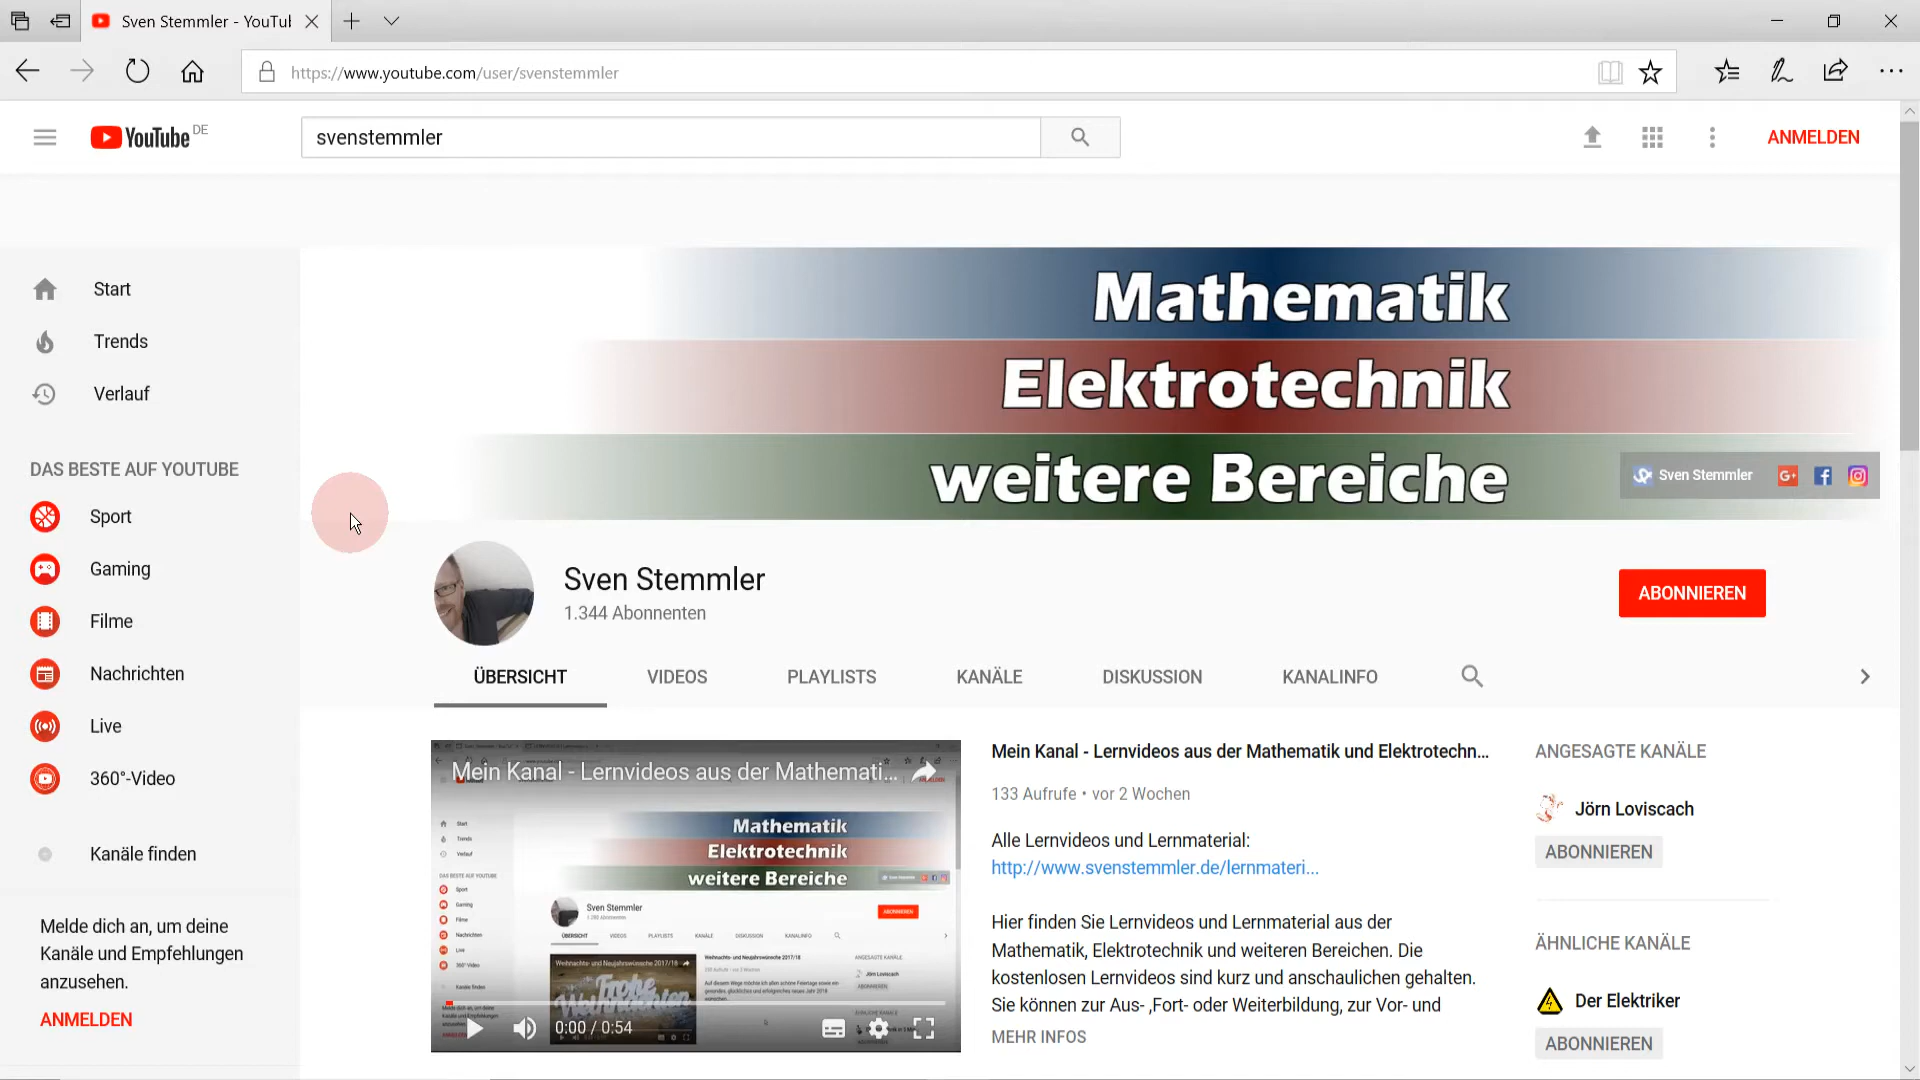 Sven Stemmler - YouTul
https://www.youtube.com/user/svenstemmler
YouTube DE
svenstemmler
ANMELDEN
Start
Trends
Verlauf
DAS BESTE AUF YOUTUBE
Sport
Gaming
Filme
Nachrichten
Live
360°-Video
Kanäle finden
Melde dich an, um deine
Kanäle und Empfehlungen
anzusehen.
ANMELDEN
Mathematik
Elektrotechnik
weitere Bereiche
Sven Stemmler
Sven Stemmler
1.344 Abonnenten
ABONNIEREN
ÜBERSICHT
VIDEOS
PLAYLISTS
KANÄLE
DISKUSSION
KANALINFO
Mein Kanal - Lernvideos aus der Mathemati...
Mathematik
Elektrotechnik
weitere Bereiche
Sven Stemmler
Weihnachts- und Neujahrswünsche 2017/18
Frohe
Weihnachten
0:00 / 0:54
Mein Kanal - Lernvideos aus der Mathematik und Elektrotechn...
133 Aufrufe • vor 2 Wochen
Alle Lernvideos und Lernmaterial:
http://www.svenstemmler.de/lernmateri...
Hier finden Sie Lernvideos und Lernmaterial aus der
Mathematik, Elektrotechnik und weiteren Bereichen. Die
kostenlosen Lernvideos sind kurz und anschaulichen gehalten.
Sie können zur Aus- ,Fort- oder Weiterbildung, zur Vor- und
MEHR INFOS
ANGESAGTE KANÄLE
Jörn Loviscach
ABONNIEREN
ÄHNLICHE KANÄLE
Der Elektriker
ABONNIEREN